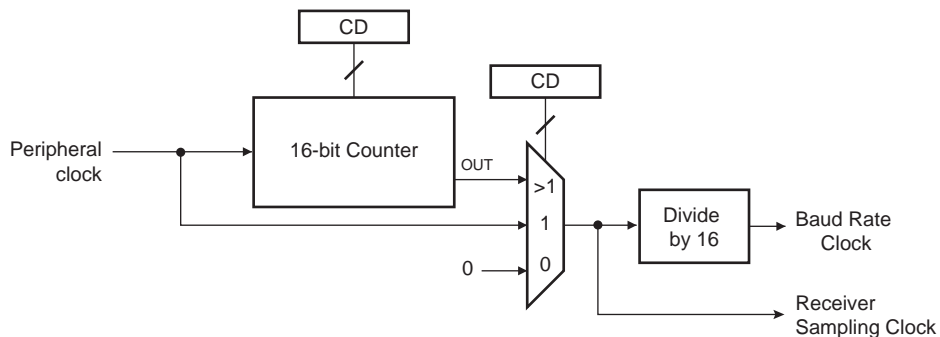 CD
CD
Peripheral
clock
16-bit Counter
OUT
>1
1
0
0
Divide
by 16
Baud Rate
Clock
Receiver
Sampling Clock